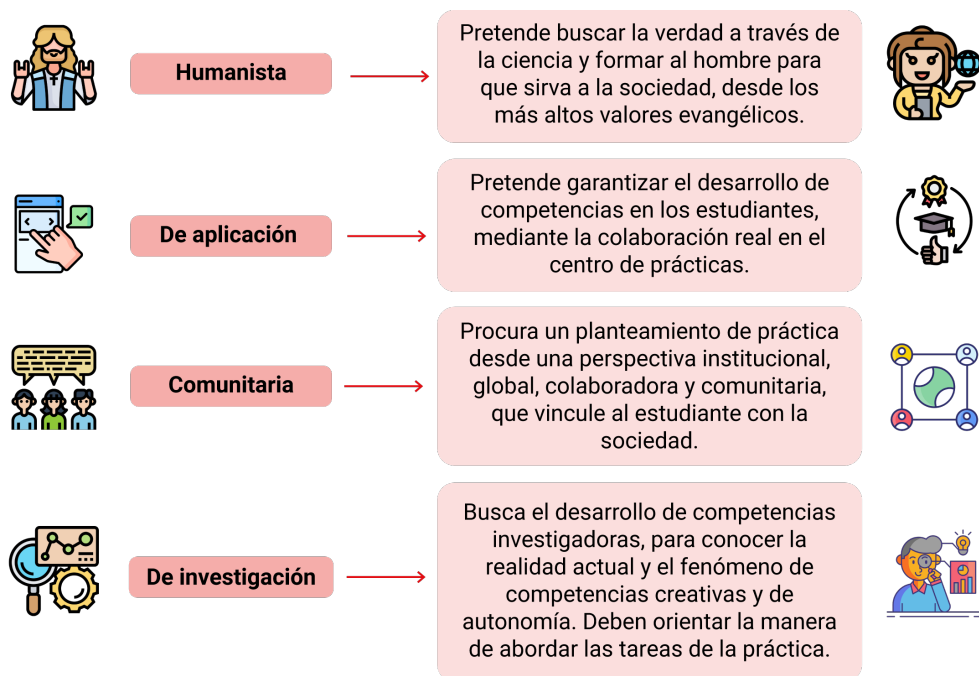 Humanista
Pretende buscar la verdad a través de
la ciencia y formar al hombre para
que sirva a la sociedad, desde los
más altos valores evangélicos.
De aplicación
Pretende garantizar el desarrollo de
competencias en los estudiantes,
mediante la colaboración real en el
centro de prácticas.
Comunitaria
Procura un planteamiento de práctica
desde una perspectiva institucional,
global, colaboradora y comunitaria,
que vincule al estudiante con la
sociedad.
De investigación
Busca el desarrollo de competencias
investigadoras, para conocer la
realidad actual y el fenómeno de
competencias creativas y de
autonomía. Deben orientar la manera
de abordar las tareas de la práctica.